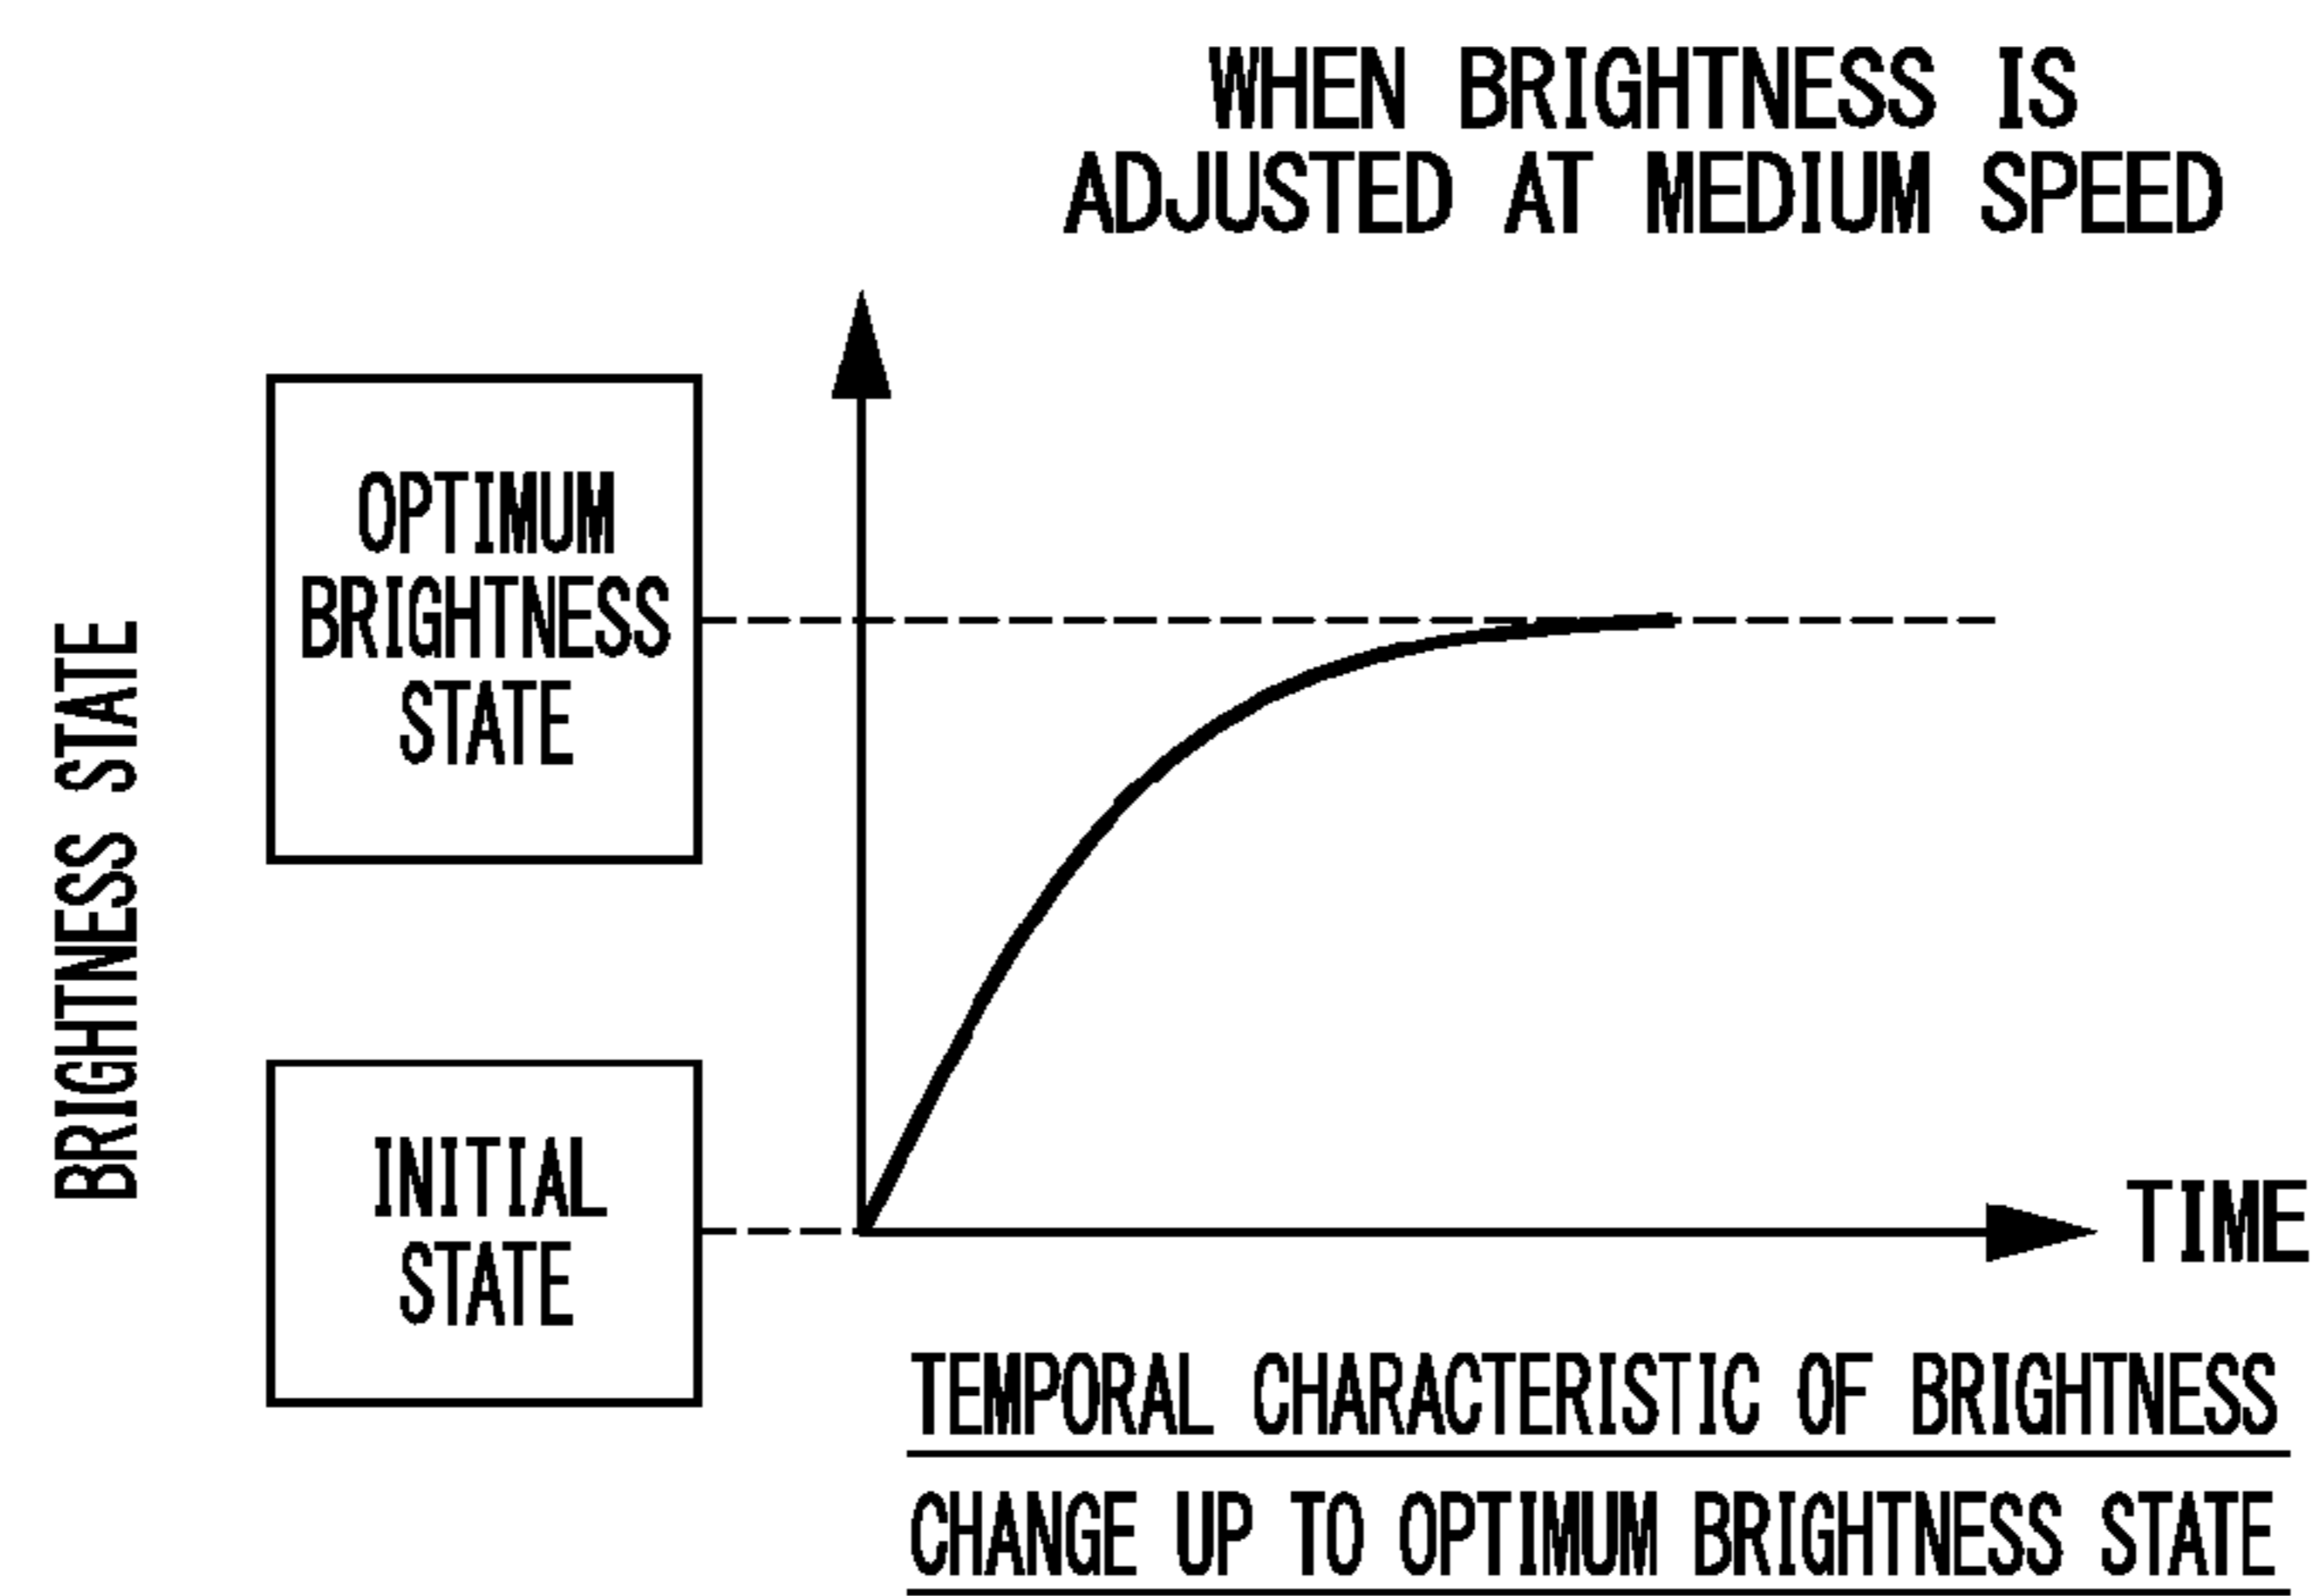 WHEN BRIGHTNESS IS
ADJUSTED AT MEDIUM SPEED
BRIGHTNESS STATE
OPTIMUM
BRIGHTNESS
STATE
INITIAL
STATE
TIME
TEMPORAL CHARACTERISTIC OF BRIGHTNESS
CHANGE UP TO OPTIMUM BRIGHTNESS STATE